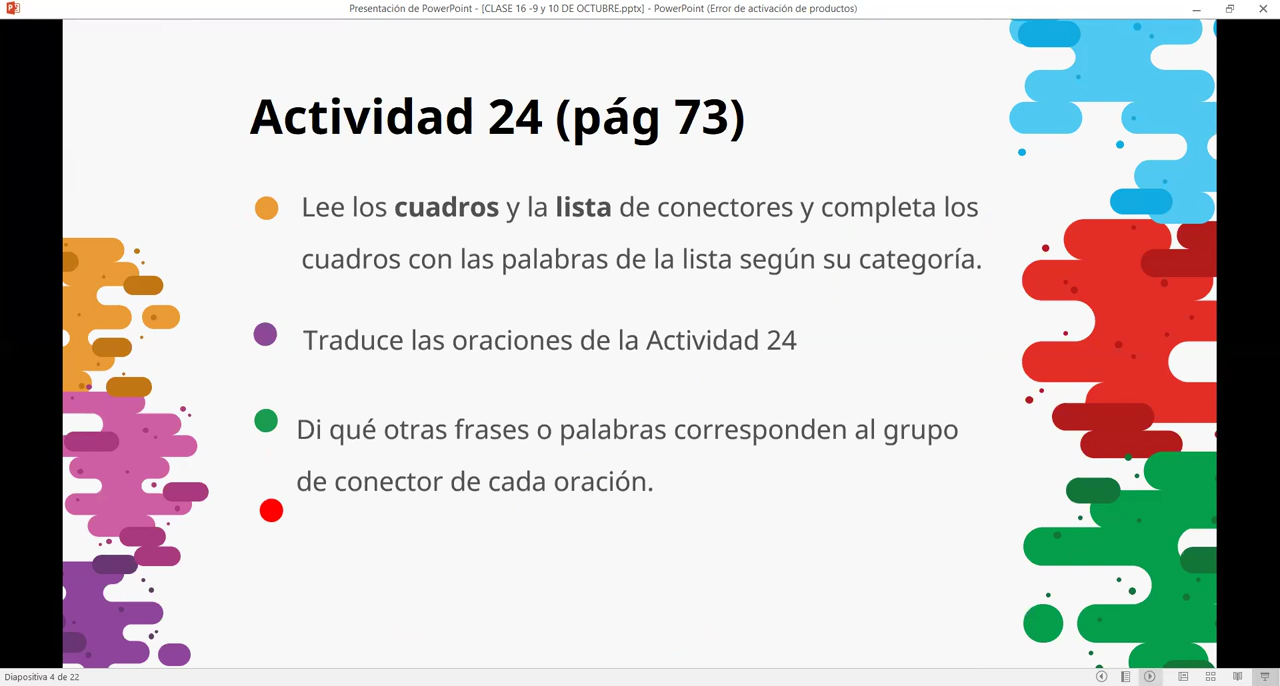 Presentación de PowerPoint - [CLASE 16 -9 y 10 DE OCTUBRE.pptx] - PowerPoint (Error de activación de productos)
Actividad 24 (pág 73)
Lee los cuadros y la lista de conectores y completa los
cuadros con las palabras de la lista según su categoría.
Traduce las oraciones de la Actividad 24
Di qué otras frases o palabras corresponden al grupo
de conector de cada oración.
Diapositiva 4 de 22